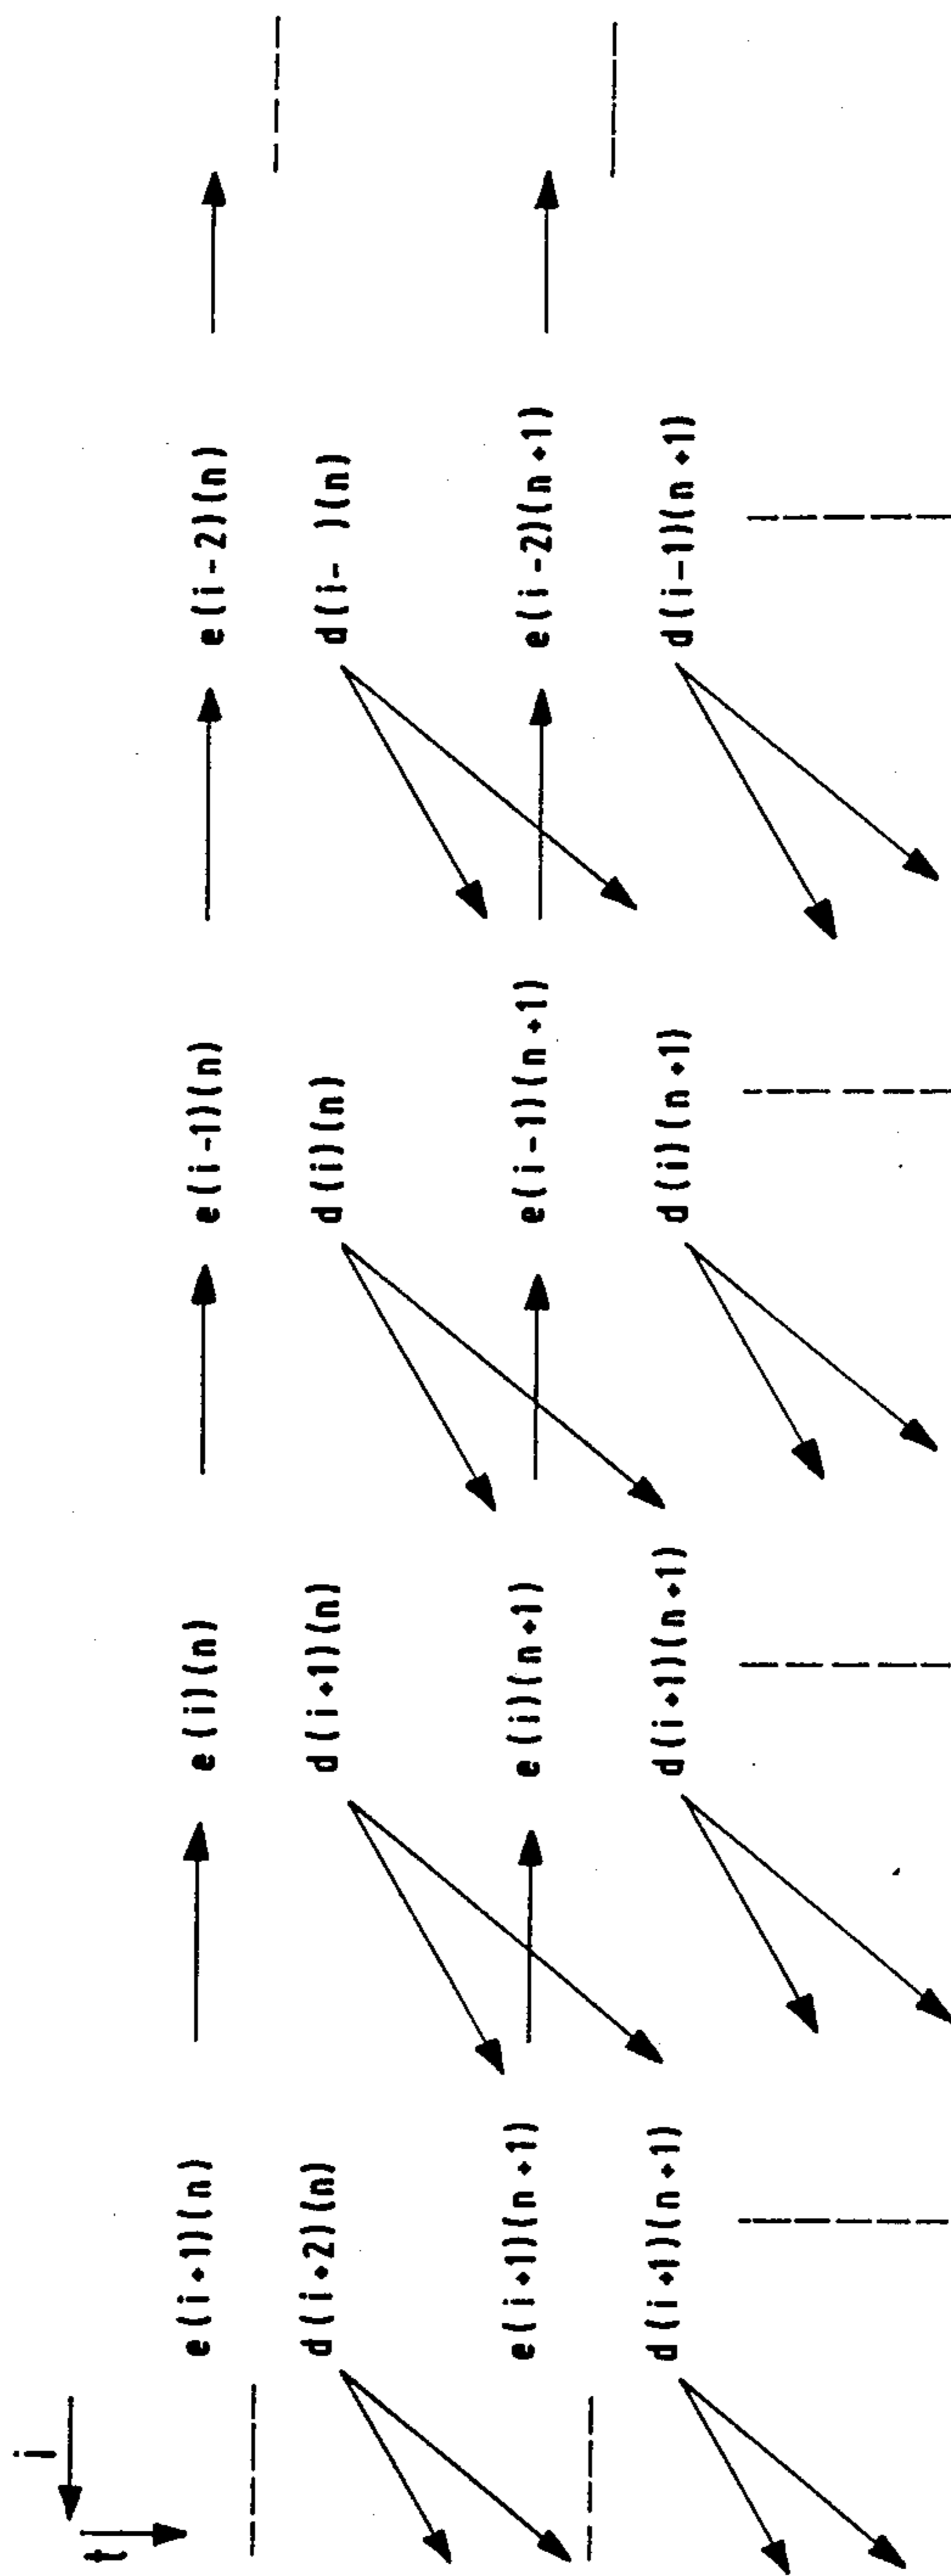 i
t
e(i+1)(n) e(i)(n) e(i-1)(n) e(i-2)(n)
d(i+2)(n) d(i+1)(n) d(i)(n) d(i- )(n)
e(i+1)(n+1) e(i)(n+1) e(i-1)(n+1) e(i-2)(n+1)
d(i+1)(n+1) d(i+1)(n+1) d(i)(n+1) d(i-1)(n+1)